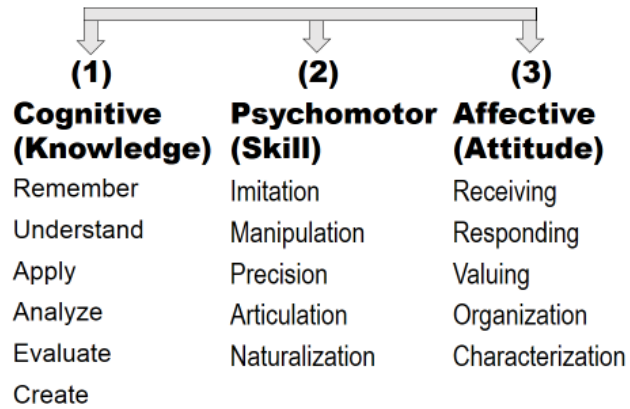 (1)
Cognitive
(Knowledge)
Remember
Understand
Apply
Analyze
Evaluate
Create
(2)
Psychomotor
(Skill)
Imitation
Manipulation
Precision
Articulation
Naturalization
(3)
Affective
(Attitude)
Receiving
Responding
Valuing
Organization
Characterization